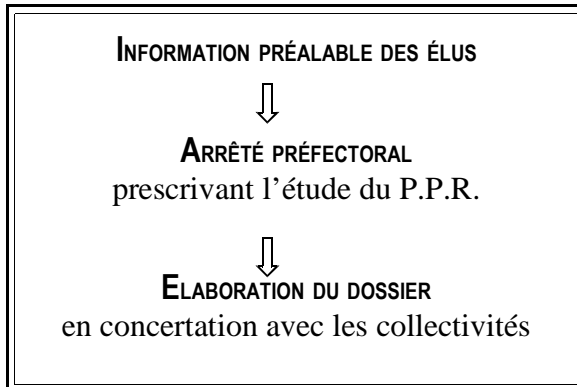 INFORMATION PRÉALABLE DES ÉLUS
ARRÊTÉ PRÉFECTORAL
prescrivant l’étude du P.P.R.
ELABORATION DU DOSSIER
en concertation avec les collectivités